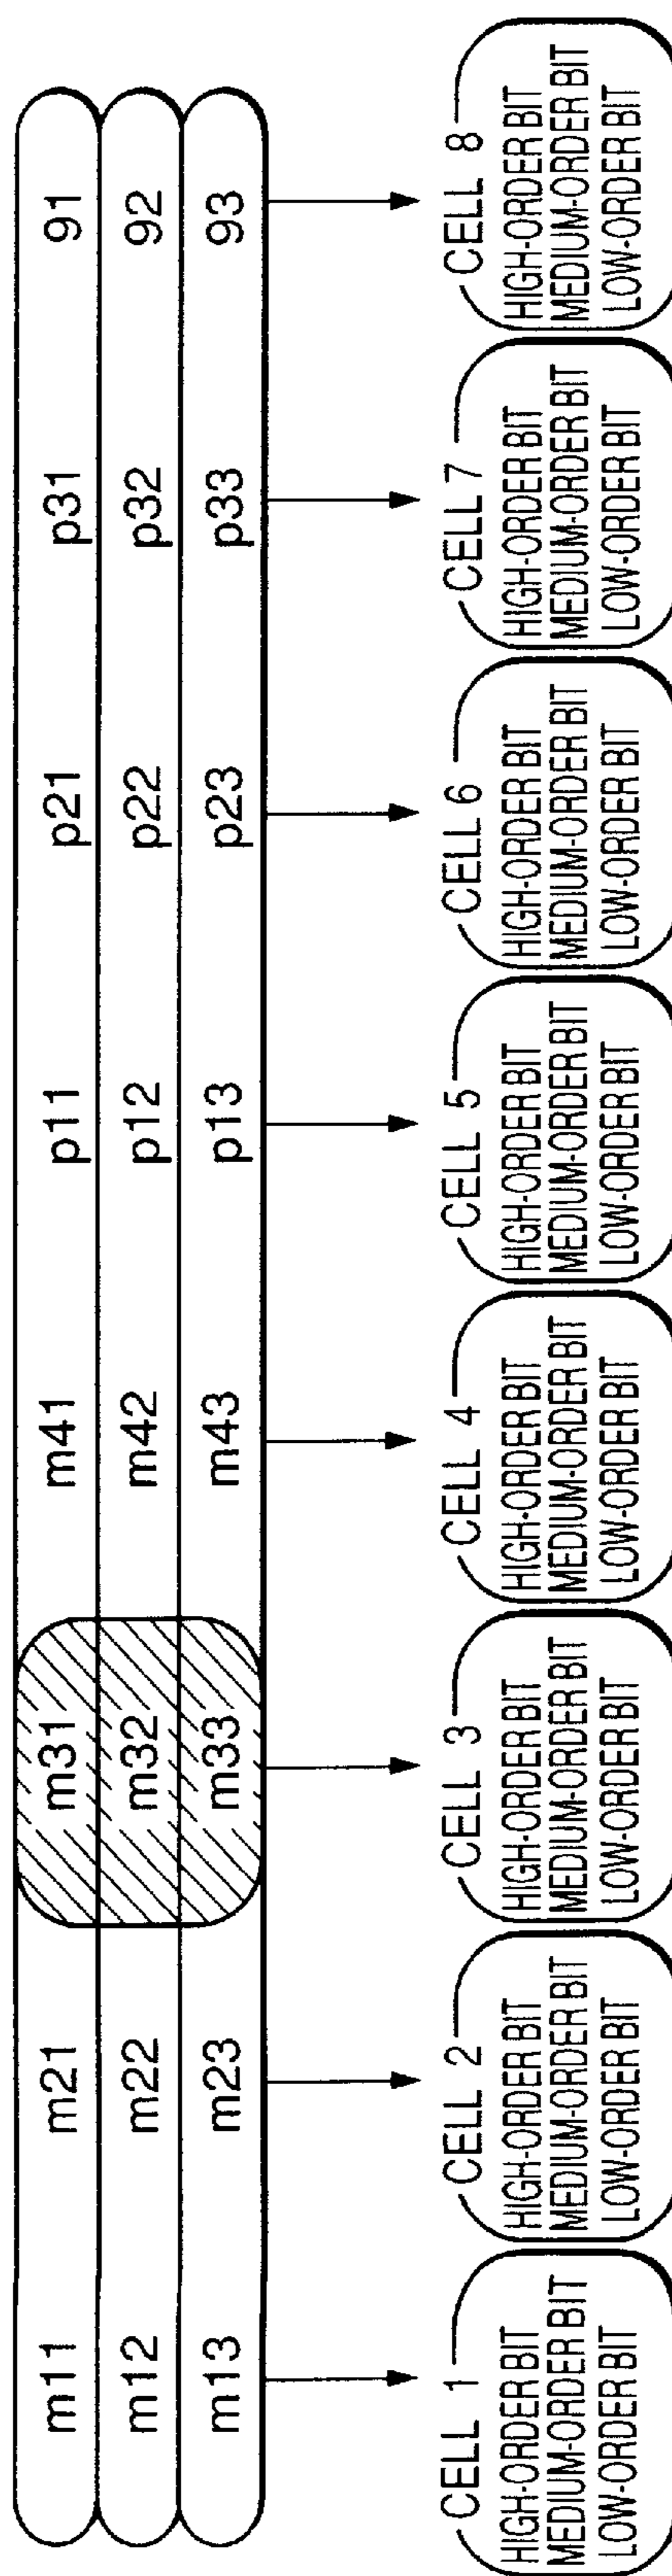 m11 m21 m31 m41 p11 p21 p31 91
m12 m22 m32 m42 p12 p22 p32 92
m13 m23 m33 m43 p13 p23 p33 93
CELL 1
HIGH-ORDER BIT
MEDIUM-ORDER BIT
LOW-ORDER BIT
CELL 2
HIGH-ORDER BIT
MEDIUM-ORDER BIT
LOW-ORDER BIT
CELL 3
HIGH-ORDER BIT
MEDIUM-ORDER BIT
LOW-ORDER BIT
CELL 4
HIGH-ORDER BIT
MEDIUM-ORDER BIT
LOW-ORDER BIT
CELL 5
HIGH-ORDER BIT
MEDIUM-ORDER BIT
LOW-ORDER BIT
CELL 6
HIGH-ORDER BIT
MEDIUM-ORDER BIT
LOW-ORDER BIT
CELL 7
HIGH-ORDER BIT
MEDIUM-ORDER BIT
LOW-ORDER BIT
CELL 8
HIGH-ORDER BIT
MEDIUM-ORDER BIT
LOW-ORDER BIT